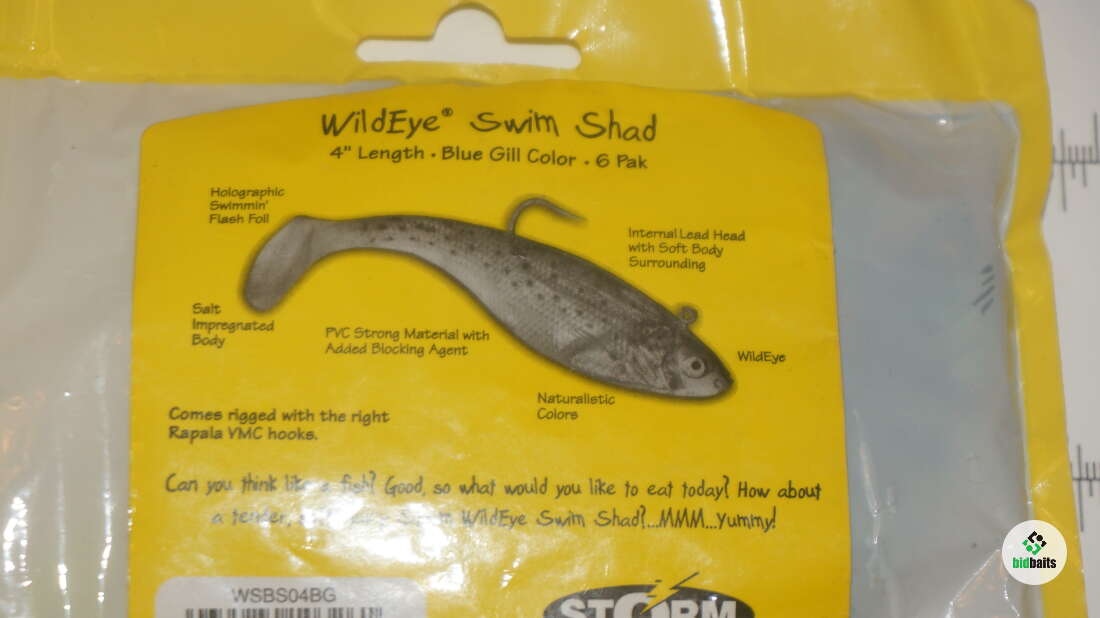 WildEye® Swim Shad
4" Length • Blue Gill Color • 6 Pak
Holographic
Swimmin'
Flash Foil
Internal Lead Head
with Soft Body
Surrounding
Salt
Impregnated
Body
PVC Strong Material with
Added Blocking Agent
WildEye
Naturalistic
Colors
Comes rigged with the right
Rapala VMC hooks.
Can you think like a fish? Good, so what would you like to eat today? How about
a tender, WildEye Swim Shad?...MMM...Yummy!
WSBS04BG
STORM
bidbaits